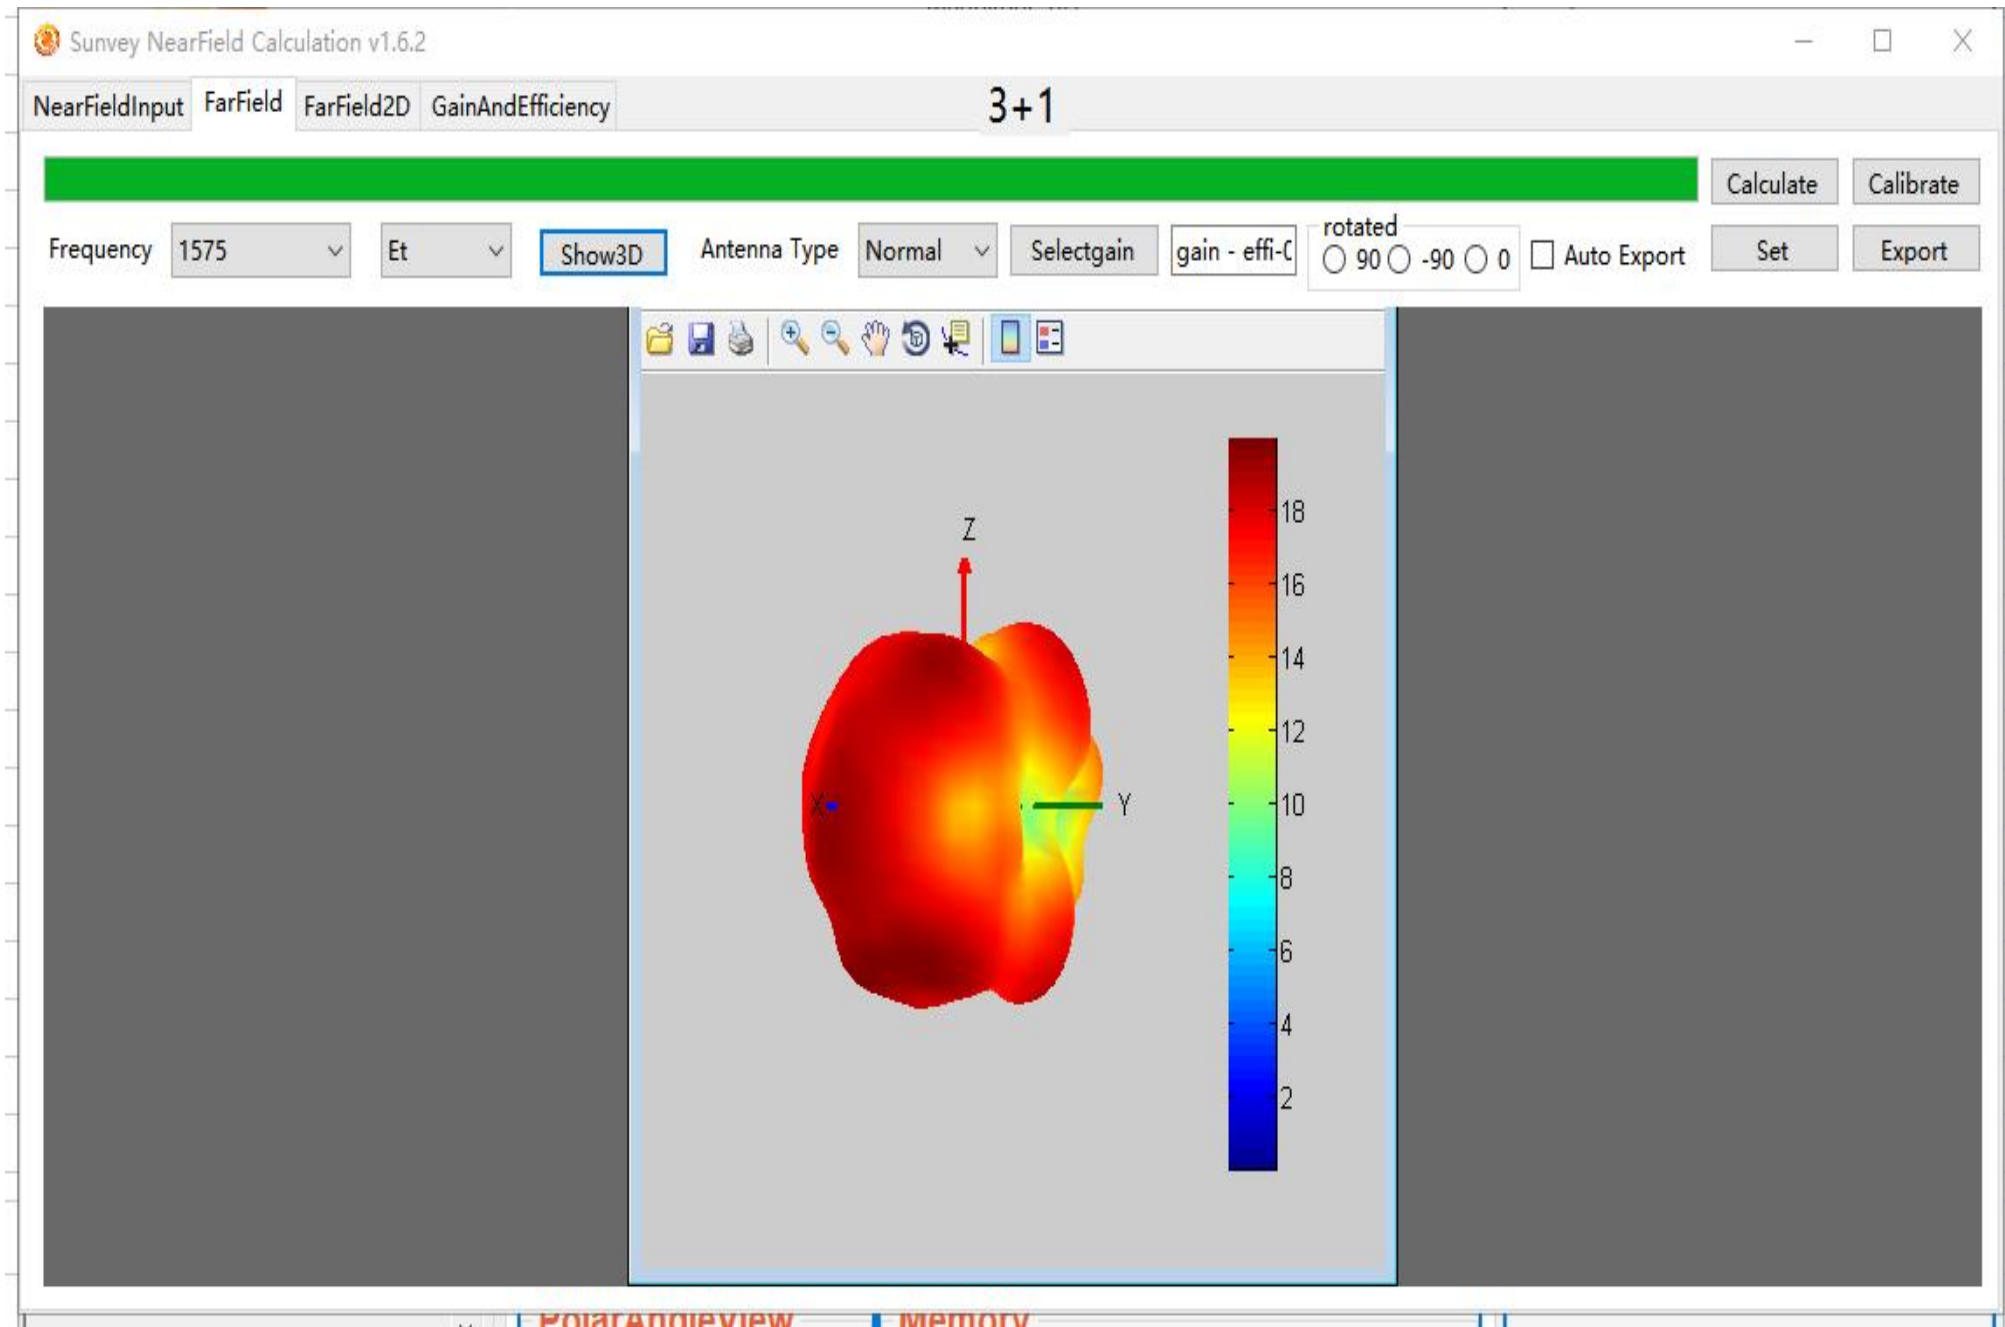 Sunvey NearField Calculation v1.6.2
NearFieldInput FarField FarField2D GainAndEfficiency 3+1
Calculate Calibrate
Frequency 1575 Et Show3D Antenna Type Normal Selectgain gain - effi-C rotated 90 -90 0 Auto Export Set Export
Z
X Y
18
16
14
12
10
8
6
4
2
PolarAngleView Memory